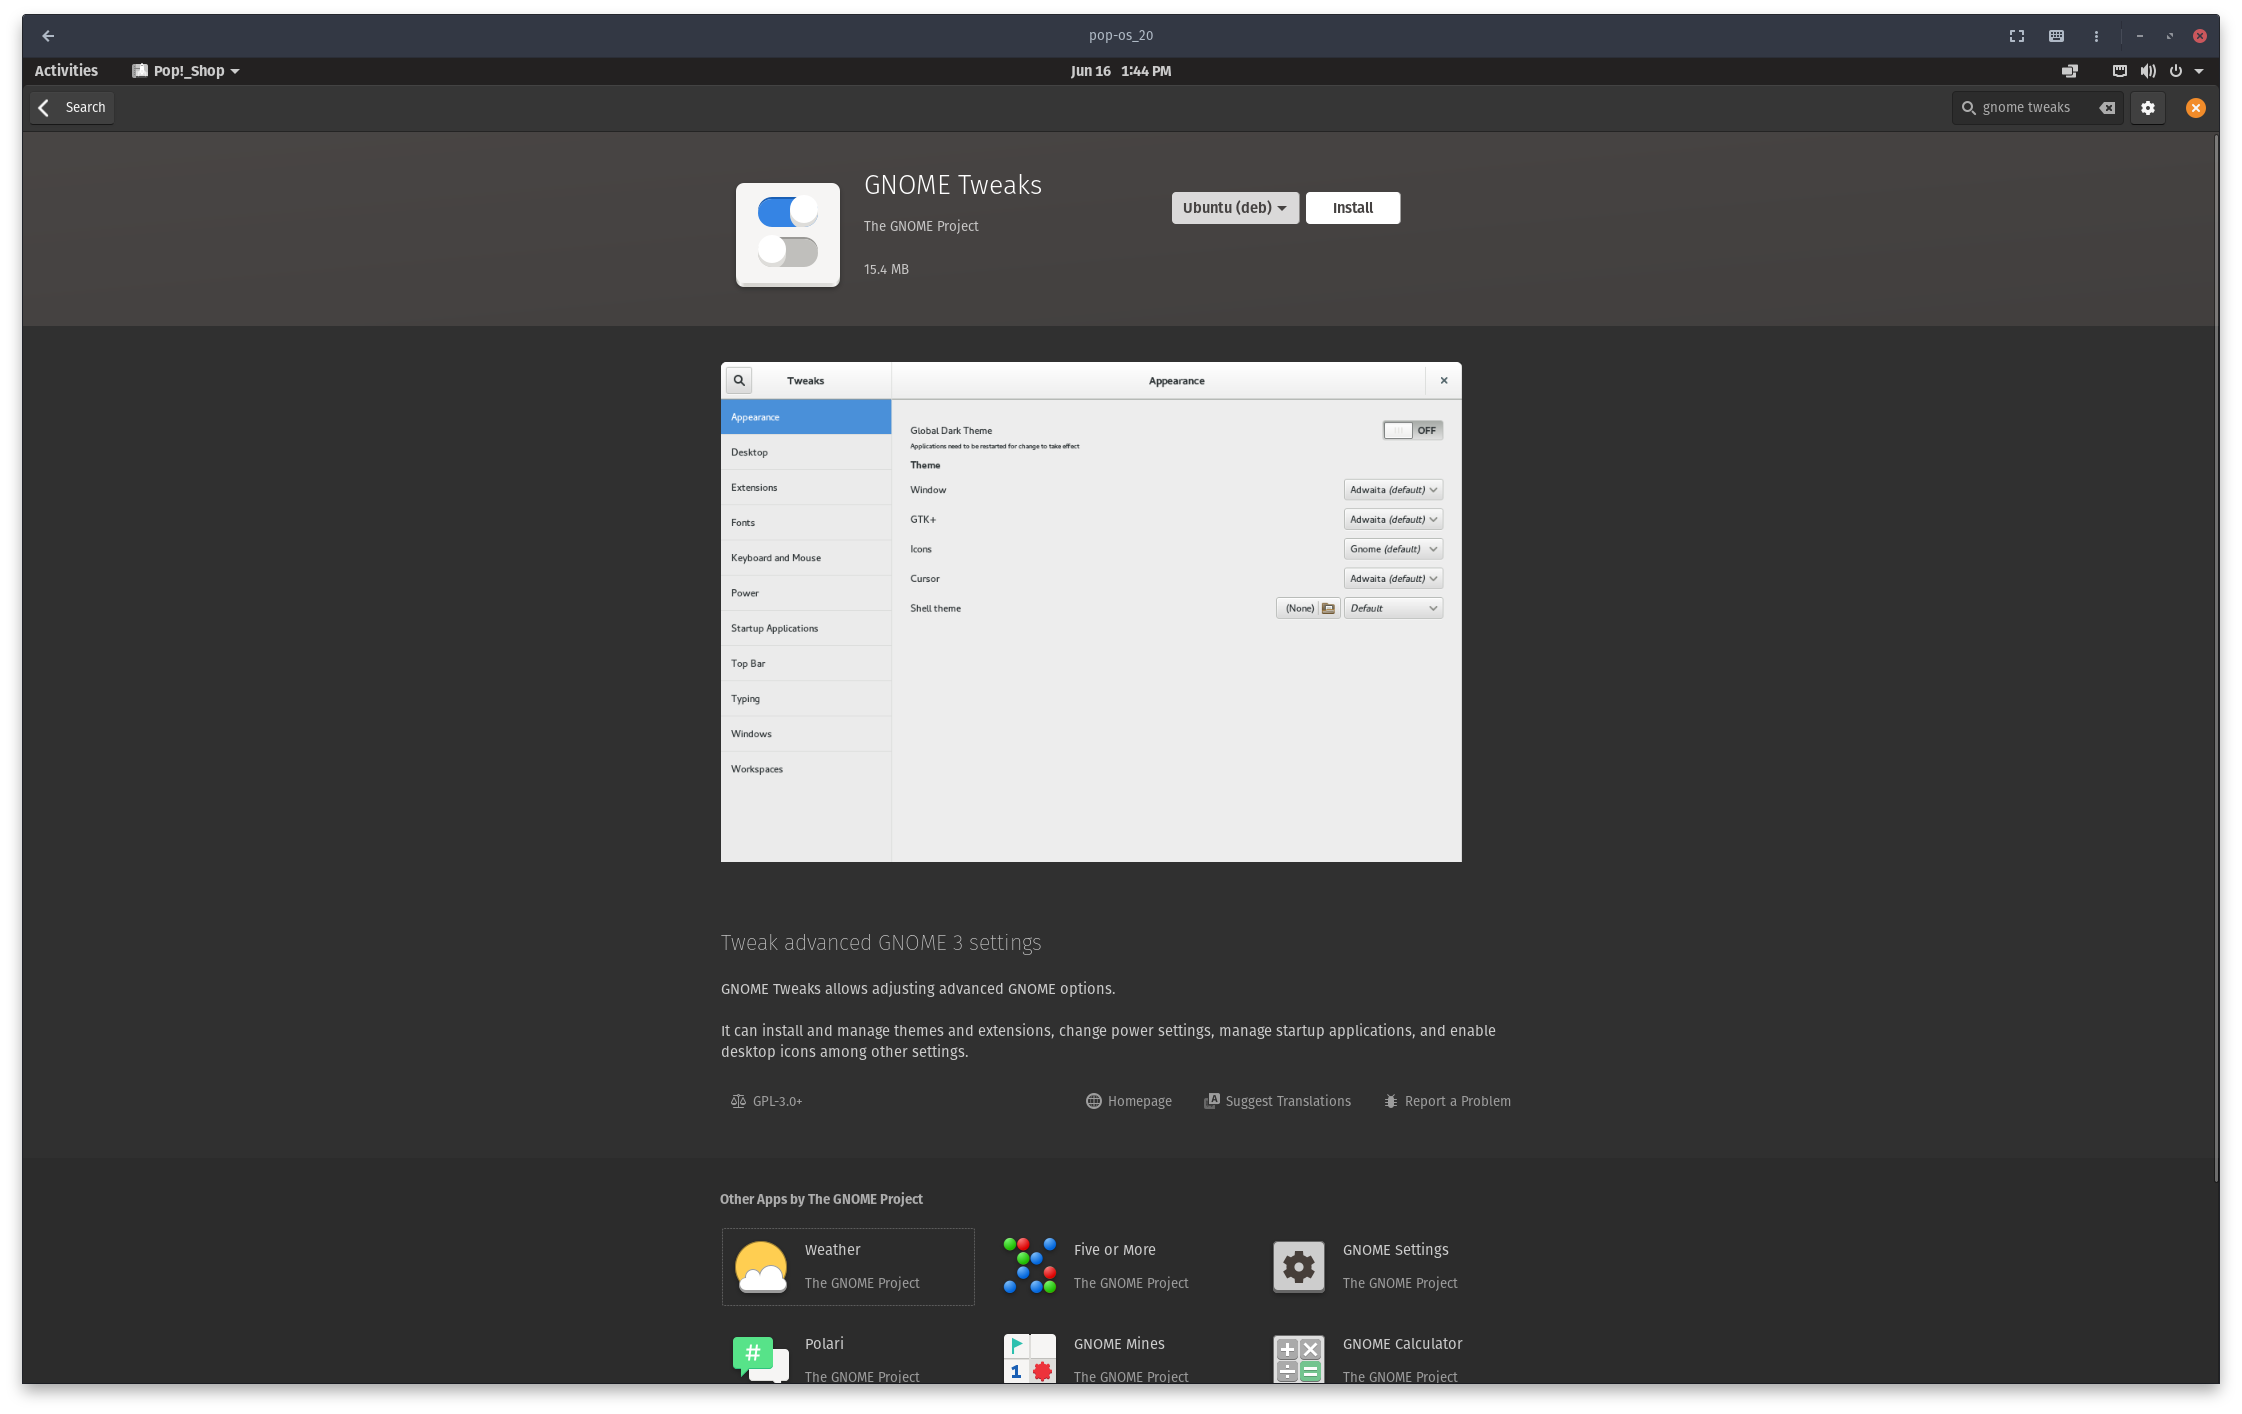 pop-os_20
Activities Pop!_Shop Jun 16 1:44 PM
Search gnome tweaks
GNOME Tweaks
The GNOME Project
15.4 MB
Ubuntu (deb) Install
Tweaks Appearance
Appearance
Desktop
Extensions
Fonts
Keyboard and Mouse
Power
Startup Applications
Top Bar
Typing
Windows
Workspaces
Global Dark Theme OFF
Applications need to be restarted for change to take effect
Theme
Window Adwaita (default)
GTK+ Adwaita (default)
Icons Gnome (default)
Cursor Adwaita (default)
Shell theme (None) Default
Tweak advanced GNOME 3 settings
GNOME Tweaks allows adjusting advanced GNOME options.
It can install and manage themes and extensions, change power settings, manage startup applications, and enable
desktop icons among other settings.
GPL-3.0+ Homepage Suggest Translations Report a Problem
Other Apps by The GNOME Project
Weather
The GNOME Project
Five or More
The GNOME Project
GNOME Settings
The GNOME Project
Polari
The GNOME Project
GNOME Mines
The GNOME Project
GNOME Calculator
The GNOME Project